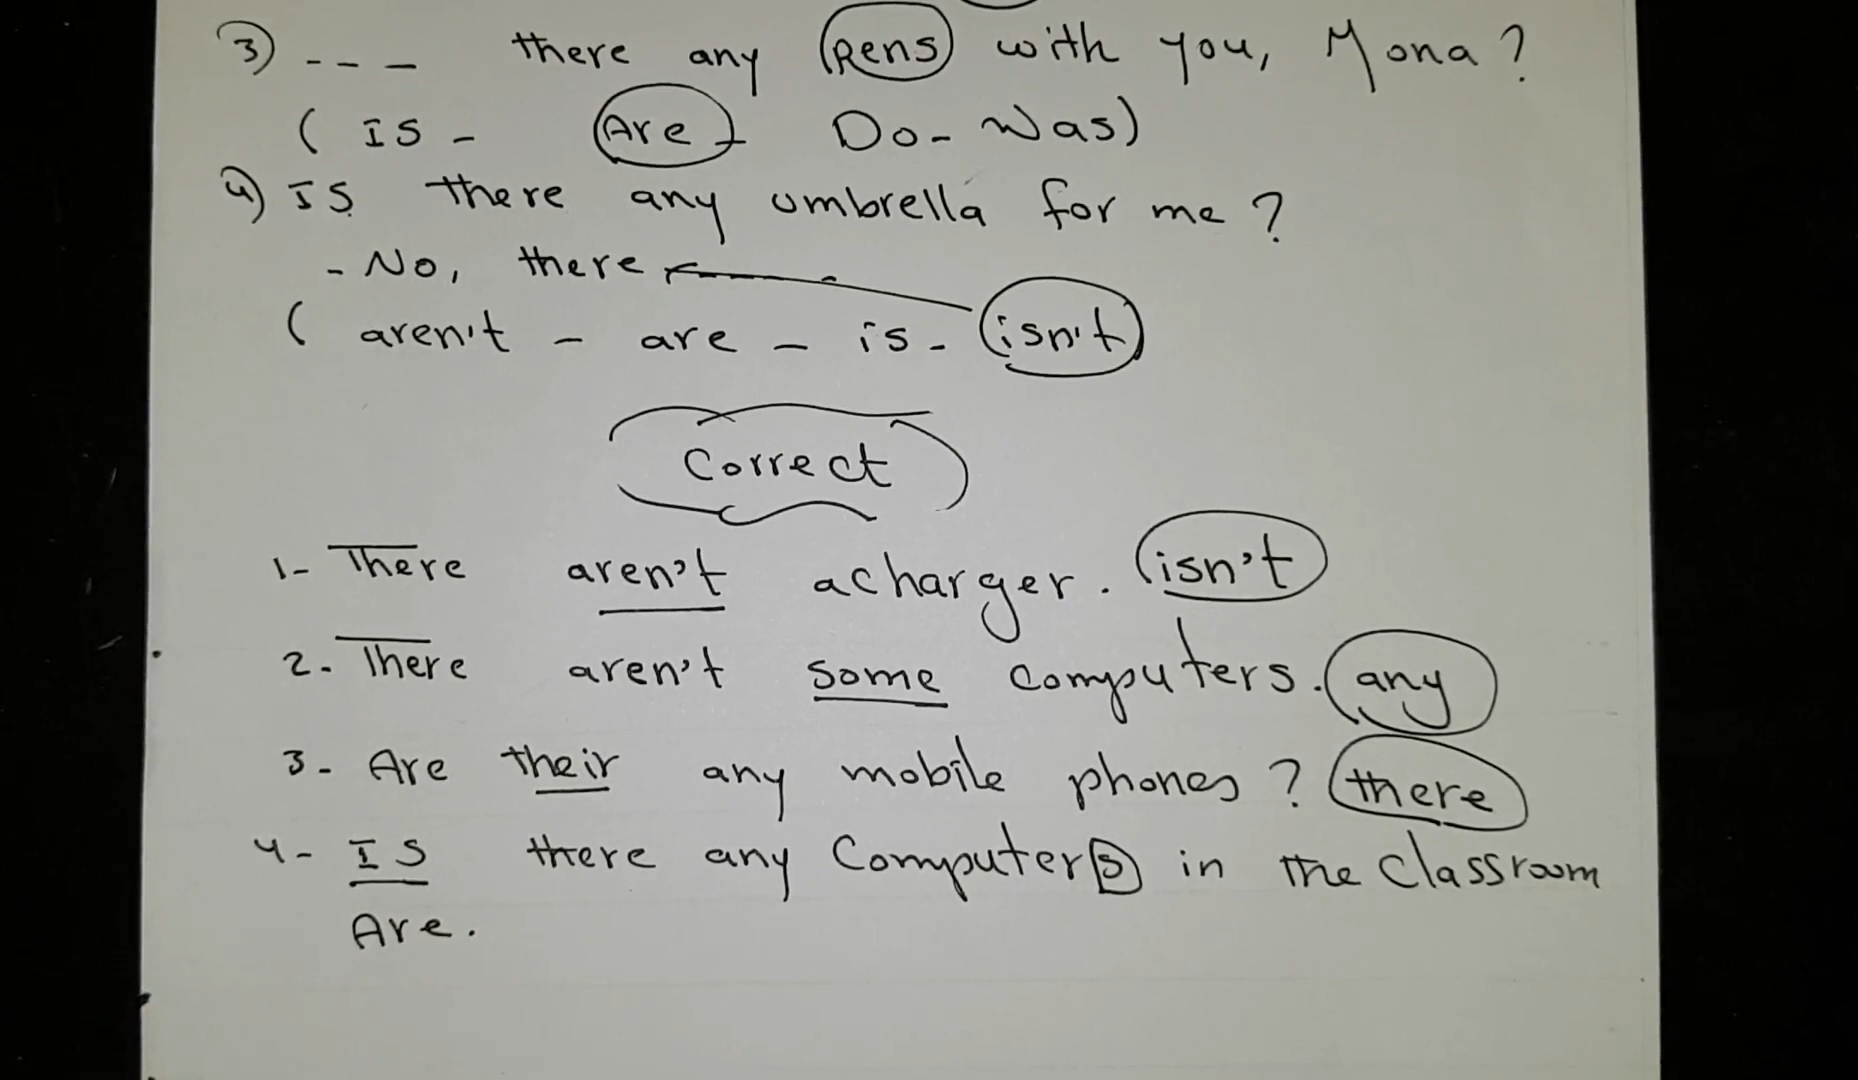 3) --- there any pens with you, Mona?
( Is - Are - Do - Was)
4) Is there any umbrella for me?
- No, there
( aren't - are - is - isn't)
Correct
1- There aren't a charger. isn't
2. There aren't some computers. any
3- Are their any mobile phones? there
4- Is there any Computers in the Classroom
Are.